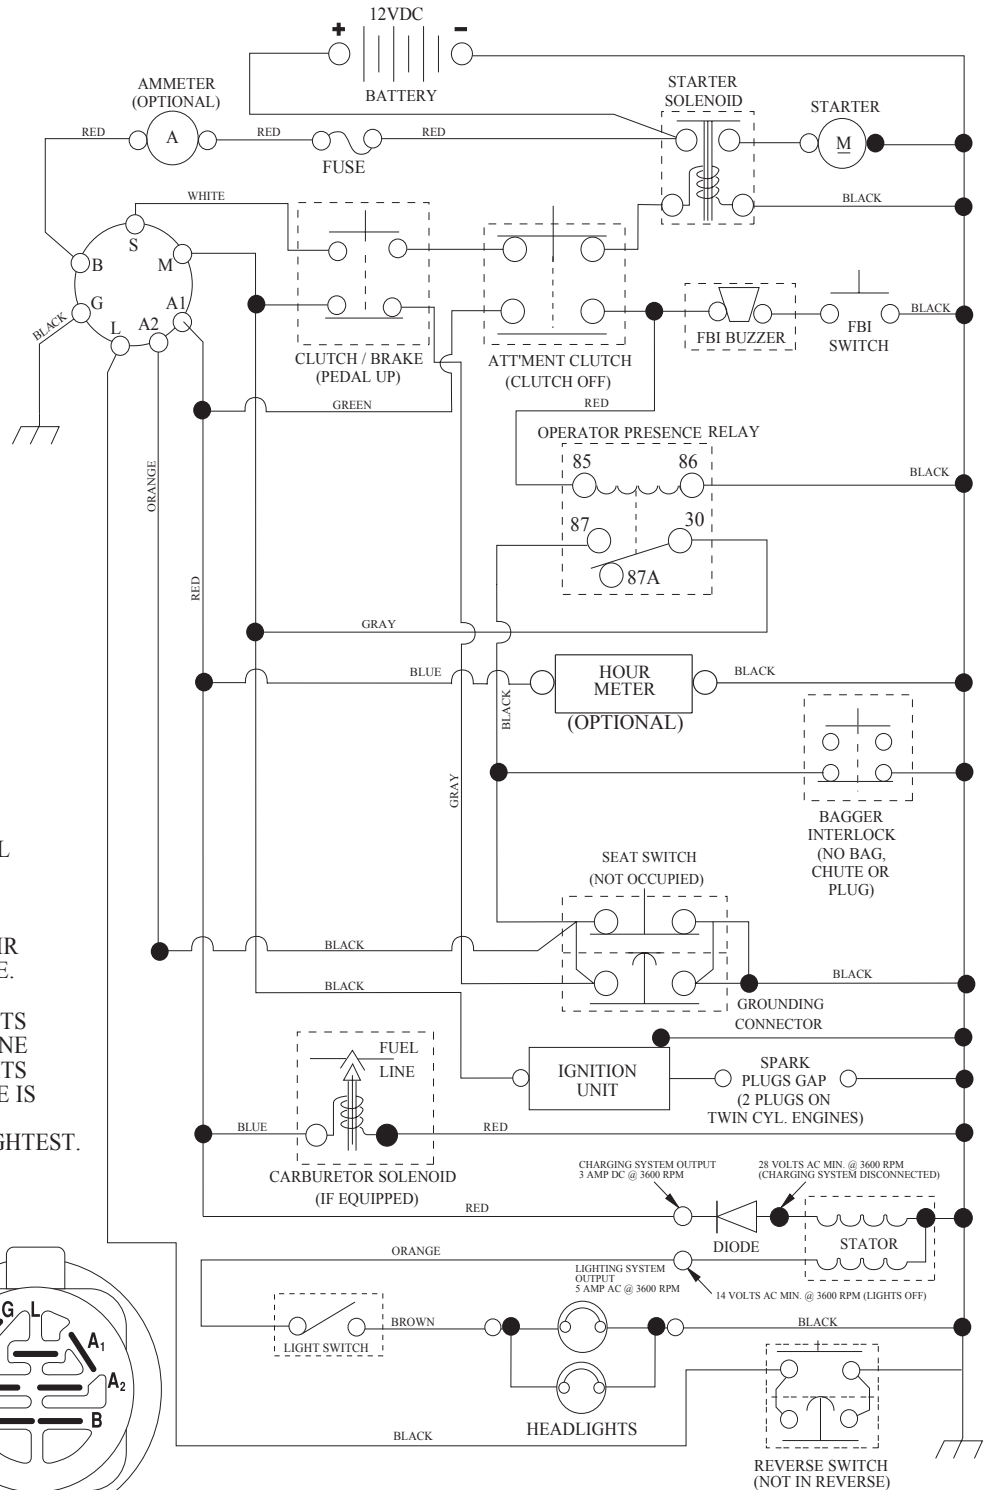 12VDC
+
-
BATTERY
AMMETER
(OPTIONAL)
STARTER
SOLENOID
STARTER
RED
A
RED
FUSE
RED
M
WHITE
BLACK
S
B
M
G
A1
L
A2
BLACK
CLUTCH / BRAKE
(PEDAL UP)
ATT'MENT CLUTCH
(CLUTCH OFF)
FBI BUZZER
FBI
SWITCH
BLACK
GREEN
RED
OPERATOR PRESENCE RELAY
85
86
BLACK
ORANGE
87
30
87A
RED
GRAY
BLUE
HOUR
METER
(OPTIONAL)
BLACK
BLACK
GRAY
BAGGER
INTERLOCK
(NO BAG,
CHUTE OR
PLUG)
L
SEAT SWITCH
(NOT OCCUPIED)
IR
E.
BLACK
BLACK
BLACK
GROUNDING
CONNECTOR
TS
NE
TS
E IS
GHTEST.
FUEL
LINE
IGNITION
UNIT
SPARK
PLUGS GAP
(2 PLUGS ON
TWIN CYL. ENGINES)
BLUE
RED
CARBURETOR SOLENOID
(IF EQUIPPED)
CHARGING SYSTEM OUTPUT
3 AMP DC @ 3600 RPM
28 VOLTS AC MIN. @ 3600 RPM
(CHARGING SYSTEM DISCONNECTED)
RED
DIODE
STATOR
ORANGE
LIGHTING SYSTEM
OUTPUT
5 AMP AC @ 3600 RPM
14 VOLTS AC MIN. @ 3600 RPM (LIGHTS OFF)
LIGHT SWITCH
BROWN
BLACK
HEADLIGHTS
BLACK
REVERSE SWITCH
(NOT IN REVERSE)
G
L
A1
A2
B